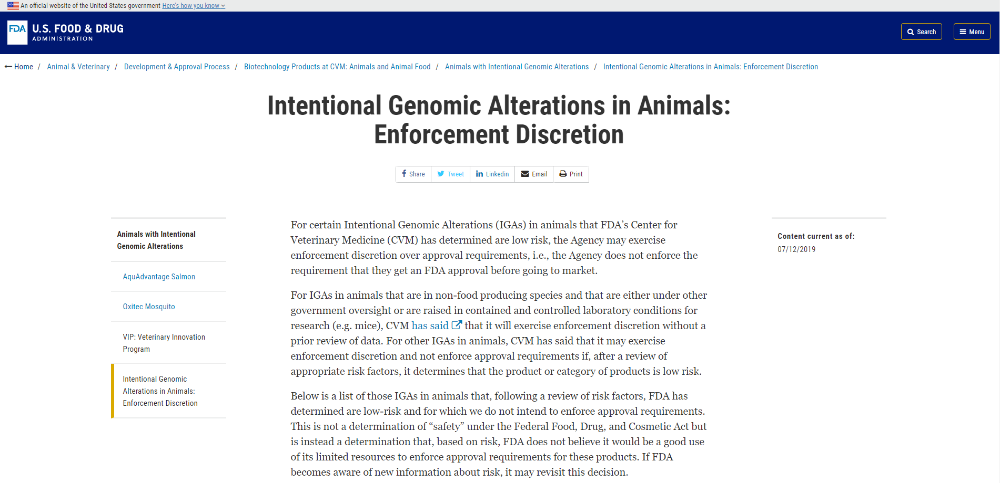 An official website of the United States government Here's how you know
FDA U.S. FOOD & DRUG
ADMINISTRATION
Search
Menu
Home / Animal & Veterinary / Development & Approval Process / Biotechnology Products at CVM: Animals and Animal Food / Animals with Intentional Genomic Alterations / Intentional Genomic Alterations in Animals: Enforcement Discretion
Intentional Genomic Alterations in Animals:
Enforcement Discretion
Share
Tweet
Linkedin
Email
Print
Animals with Intentional
Genomic Alterations
AquAdvantage Salmon
Oxitec Mosquito
VIP: Veterinary Innovation
Program
Intentional Genomic
Alterations in Animals:
Enforcement Discretion
For certain Intentional Genomic Alterations (IGAs) in animals that FDA's Center for
Veterinary Medicine (CVM) has determined are low risk, the Agency may exercise
enforcement discretion over approval requirements, i.e., the Agency does not enforce the
requirement that they get an FDA approval before going to market.
For IGAs in animals that are in non-food producing species and that are either under other
government oversight or are raised in contained and controlled laboratory conditions for
research (e.g. mice), CVM has said that it will exercise enforcement discretion without a
prior review of data. For other IGAs in animals, CVM has said that it may exercise
enforcement discretion and not enforce approval requirements if, after a review of
appropriate risk factors, it determines that the product or category of products is low risk.
Below is a list of those IGAs in animals that, following a review of risk factors, FDA has
determined are low-risk and for which we do not intend to enforce approval requirements.
This is not a determination of “safety” under the Federal Food, Drug, and Cosmetic Act but
is instead a determination that, based on risk, FDA does not believe it would be a good use
of its limited resources to enforce approval requirements for these products. If FDA
becomes aware of new information about risk, it may revisit this decision.
Content current as of:
07/12/2019